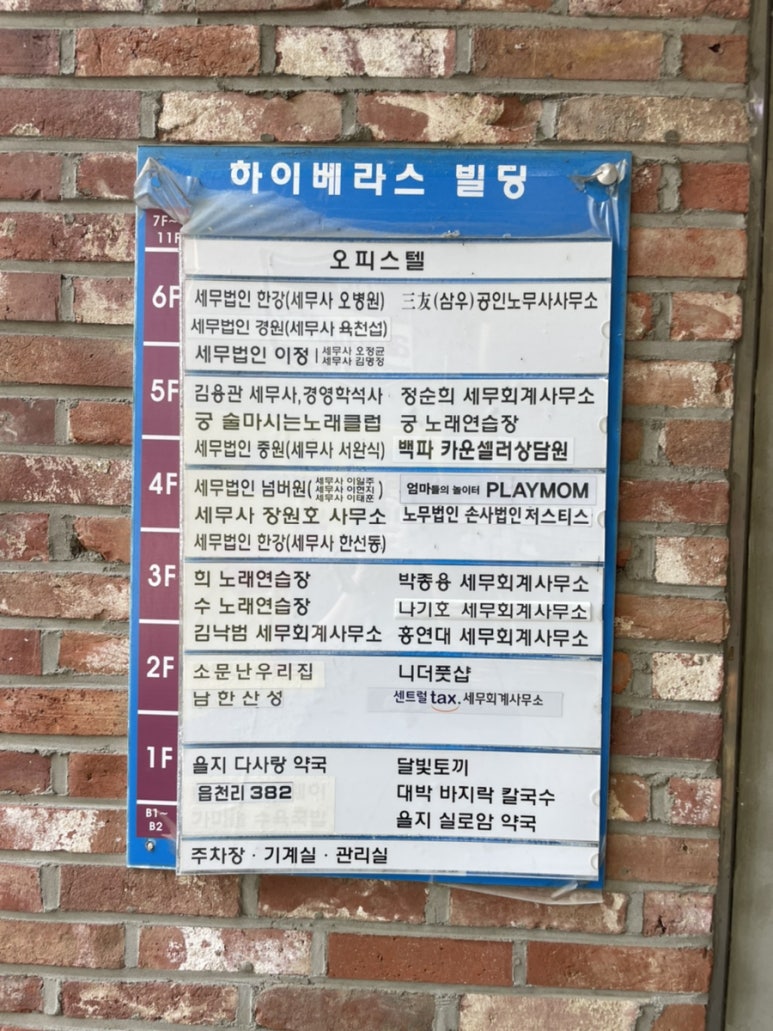 하이베라스 빌딩
7F~
11F
오피스텔
6F
세무법인 한강(세무사 오병원) 三友(삼우)공인노무사사무소
세무법인 경원(세무사 육천섭)
세무법인 이정 | 세무사 오정균
세무사 김명정
5F
김용관 세무사,경영학석사 정순희 세무회계사무소
궁 술마시는노래클럽 궁 노래연습장
세무법인 중원(세무사 서완식) 백파 카운셀러상담원
4F
세무법인 넘버원(세무사 이일주
세무사 이현지
세무사 이태훈) 엄마들의 놀이터 PLAYMOM
세무사 장원호 사무소 노무법인 손사법인 저스티스
세무법인 한강(세무사 한선동)
3F
희 노래연습장 박종용 세무회계사무소
수 노래연습장 나기호 세무회계사무소
김낙범 세무회계사무소 홍연대 세무회계사무소
2F
소문난우리집 니더풋샵
남한산성 센트럴 tax. 세무회계사무소
1F
을지 다사랑 약국 달빛토끼
읍천리 382 대박 바지락 칼국수
을지 실로암 약국
B1~
B2
주차장 · 기계실 · 관리실